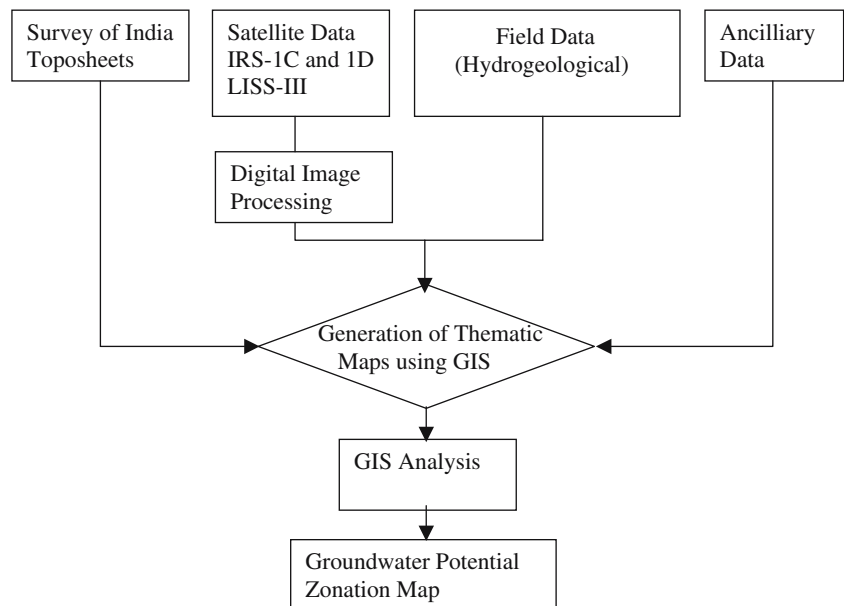 Survey of India
Toposheets
Satellite Data
IRS-1C and 1D
LISS-III
Field Data
(Hydrogeological)
Ancilliary
Data
Digital Image
Processing
Generation of Thematic
Maps using GIS
GIS Analysis
Groundwater Potential
Zonation Map